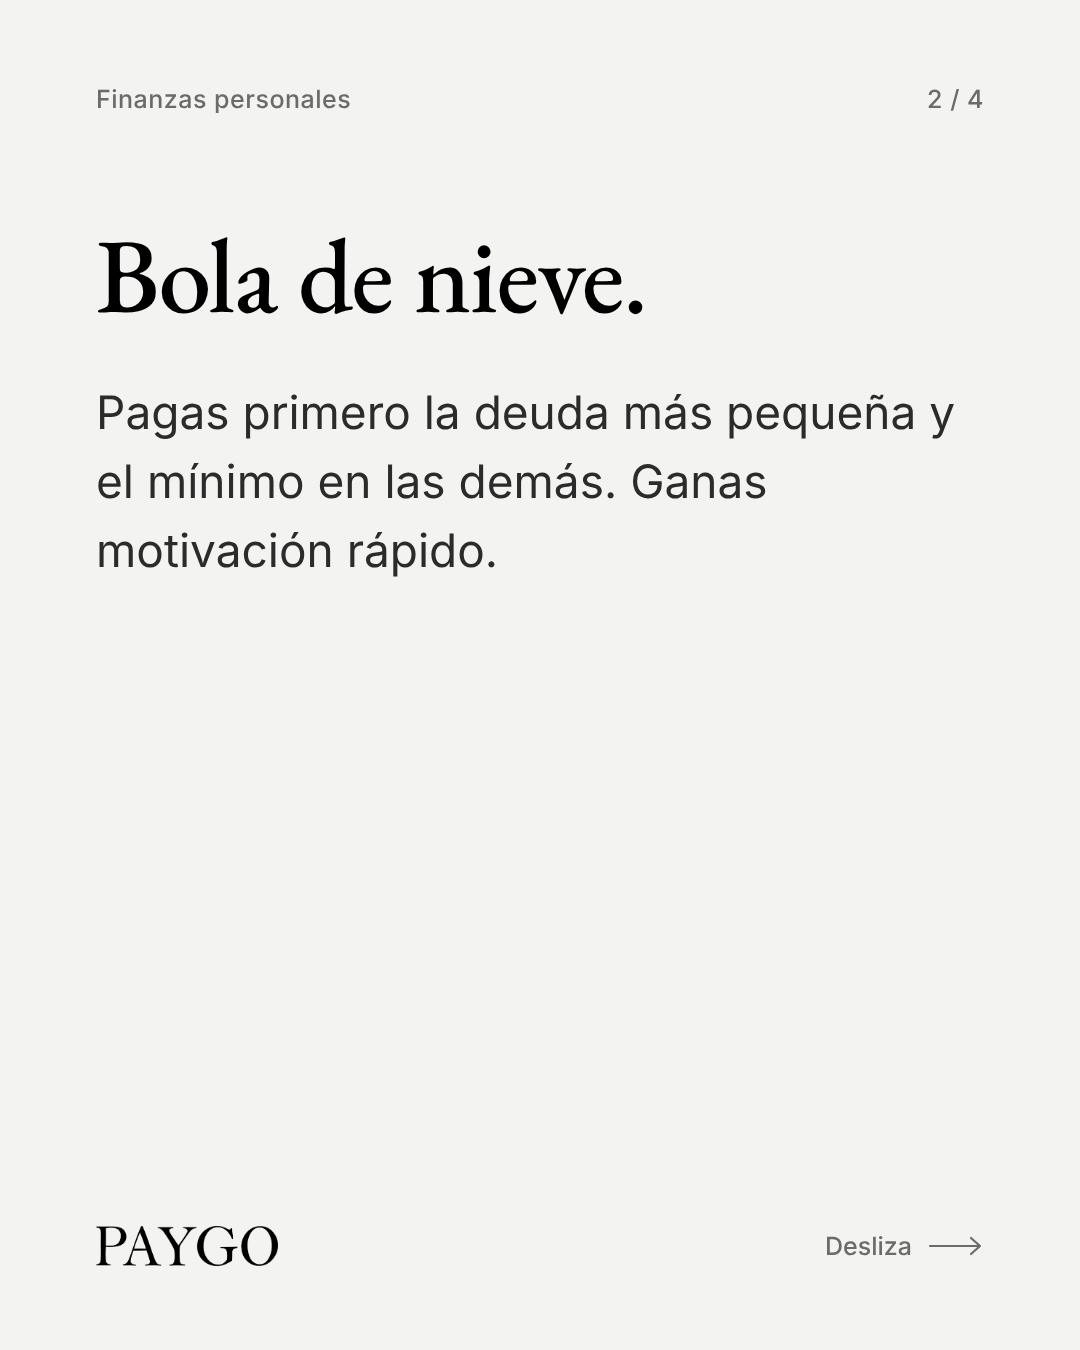 Finanzas personales
2 / 4
Bola de nieve.
Pagas primero la deuda más pequeña y
el mínimo en las demás. Ganas
motivación rápido.
PAYGO
Desliza